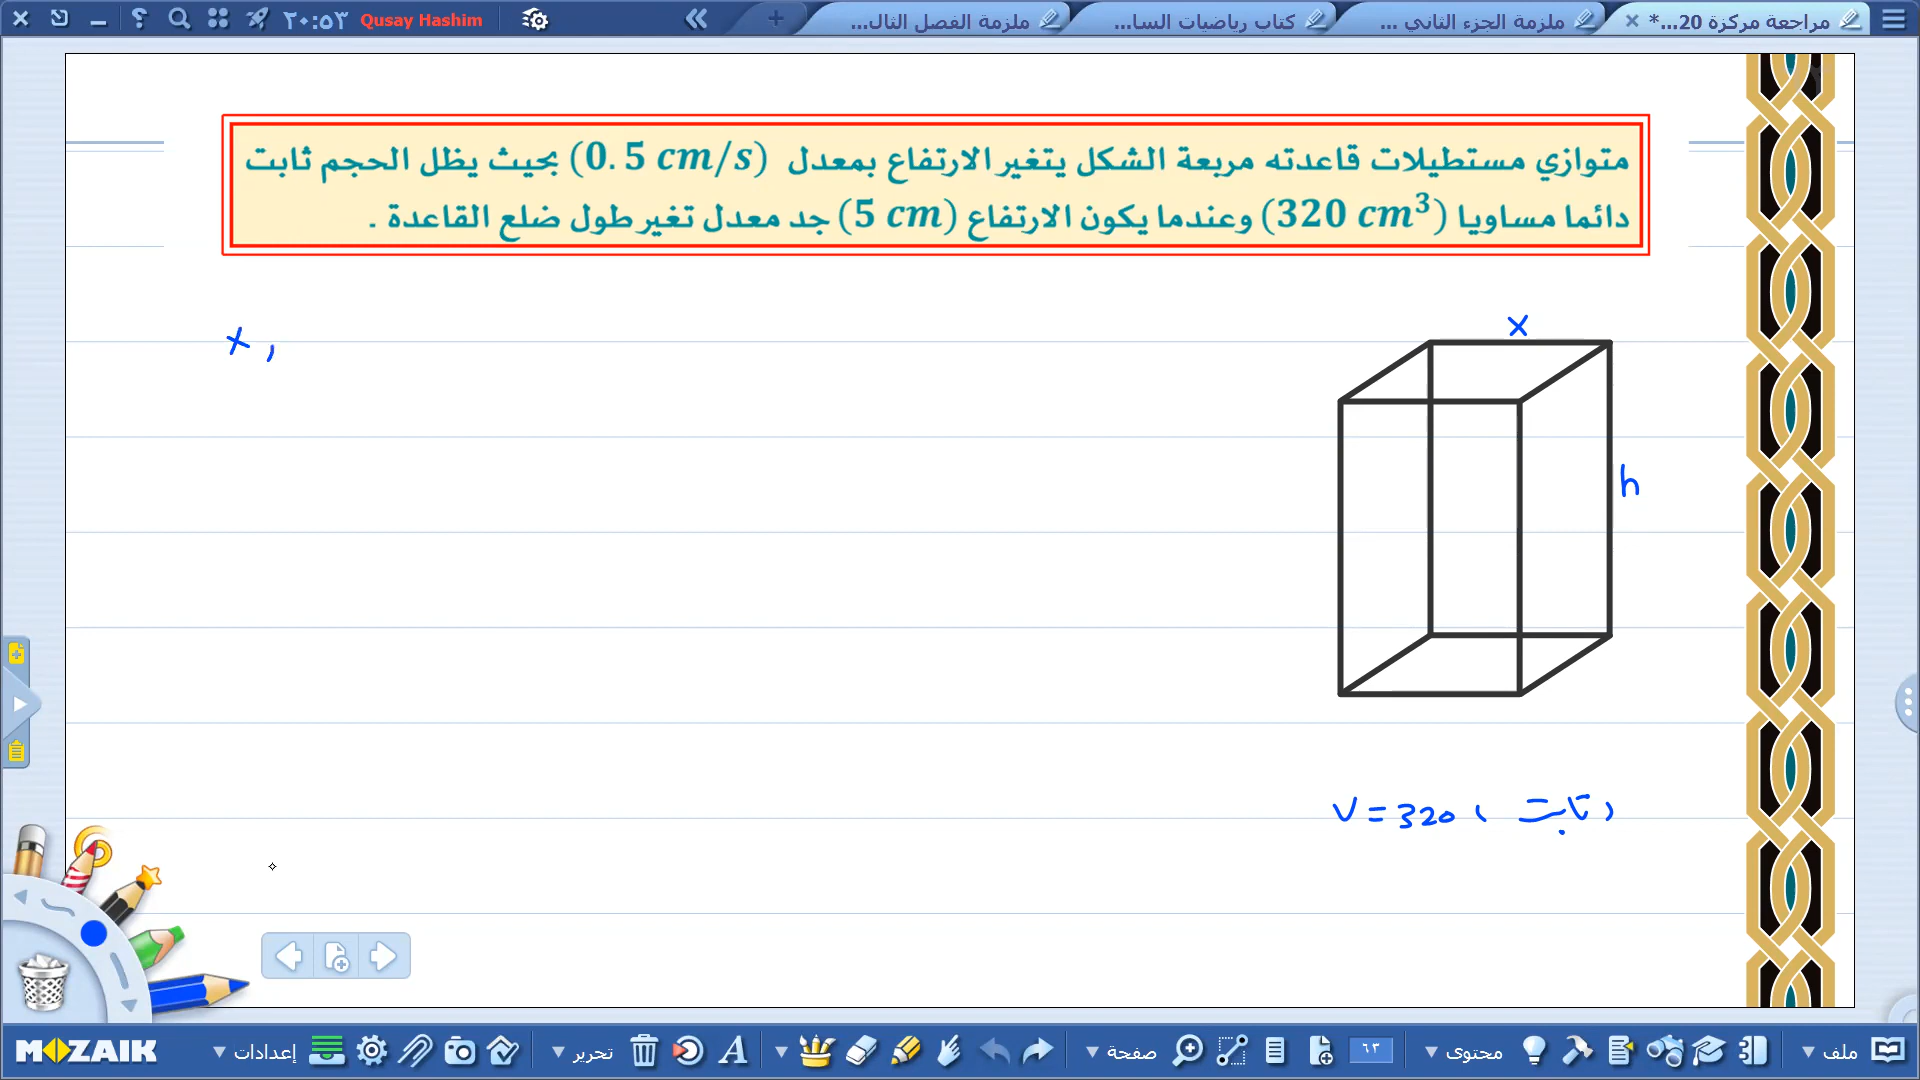 ٢٠:٥٣ Qusay Hashim
مراجعة مركزة 20...*
ملزمة الجزء الثاني ...
كتاب رياضيات السا...
ملزمة الفصل الثال...
متوازي مستطيلات قاعدته مربعة الشكل يتغير الارتفاع بمعدل (0.5 cm/s) بحيث يظل الحجم ثابت
دائما مساويا (320 cm³) وعندما يكون الارتفاع (5 cm) جد معدل تغير طول ضلع القاعدة .
x ,
x
h
V = 320 ، ثابت ،
MOZAIK
إعدادات
تحرير
صفحة
٦٣
محتوى
ملف